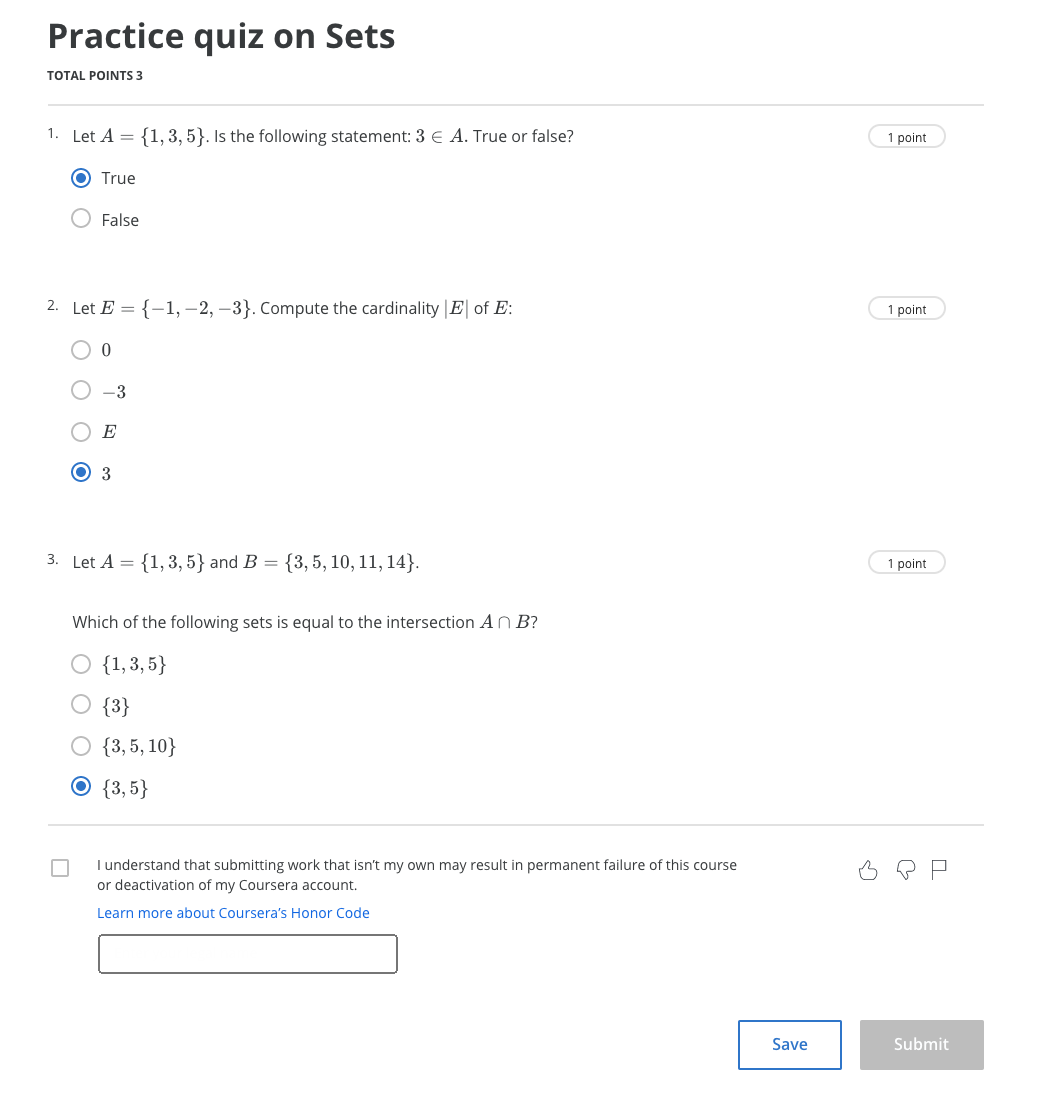 Practice quiz on Sets
TOTAL POINTS 3
1. Let A = {1, 3, 5}. Is the following statement: 3 ∈ A. True or false?
1 point
True
False
2. Let E = {−1, −2, −3}. Compute the cardinality |E| of E:
1 point
0
−3
E
3
3. Let A = {1, 3, 5} and B = {3, 5, 10, 11, 14}.
1 point
Which of the following sets is equal to the intersection A ∩ B?
{1, 3, 5}
{3}
{3, 5, 10}
{3, 5}
I understand that submitting work that isn’t my own may result in permanent failure of this course
or deactivation of my Coursera account.
Learn more about Coursera’s Honor Code
Save
Submit